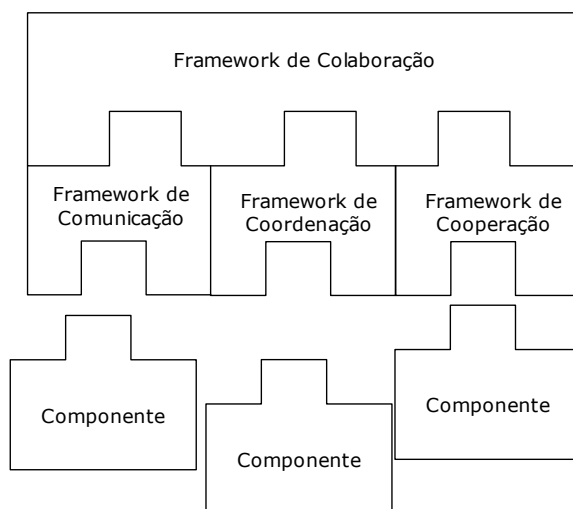 Framework de Colaboração
Framework de
Comunicação
Framework de
Coordenação
Framework de
Cooperação
Componente
Componente
Componente